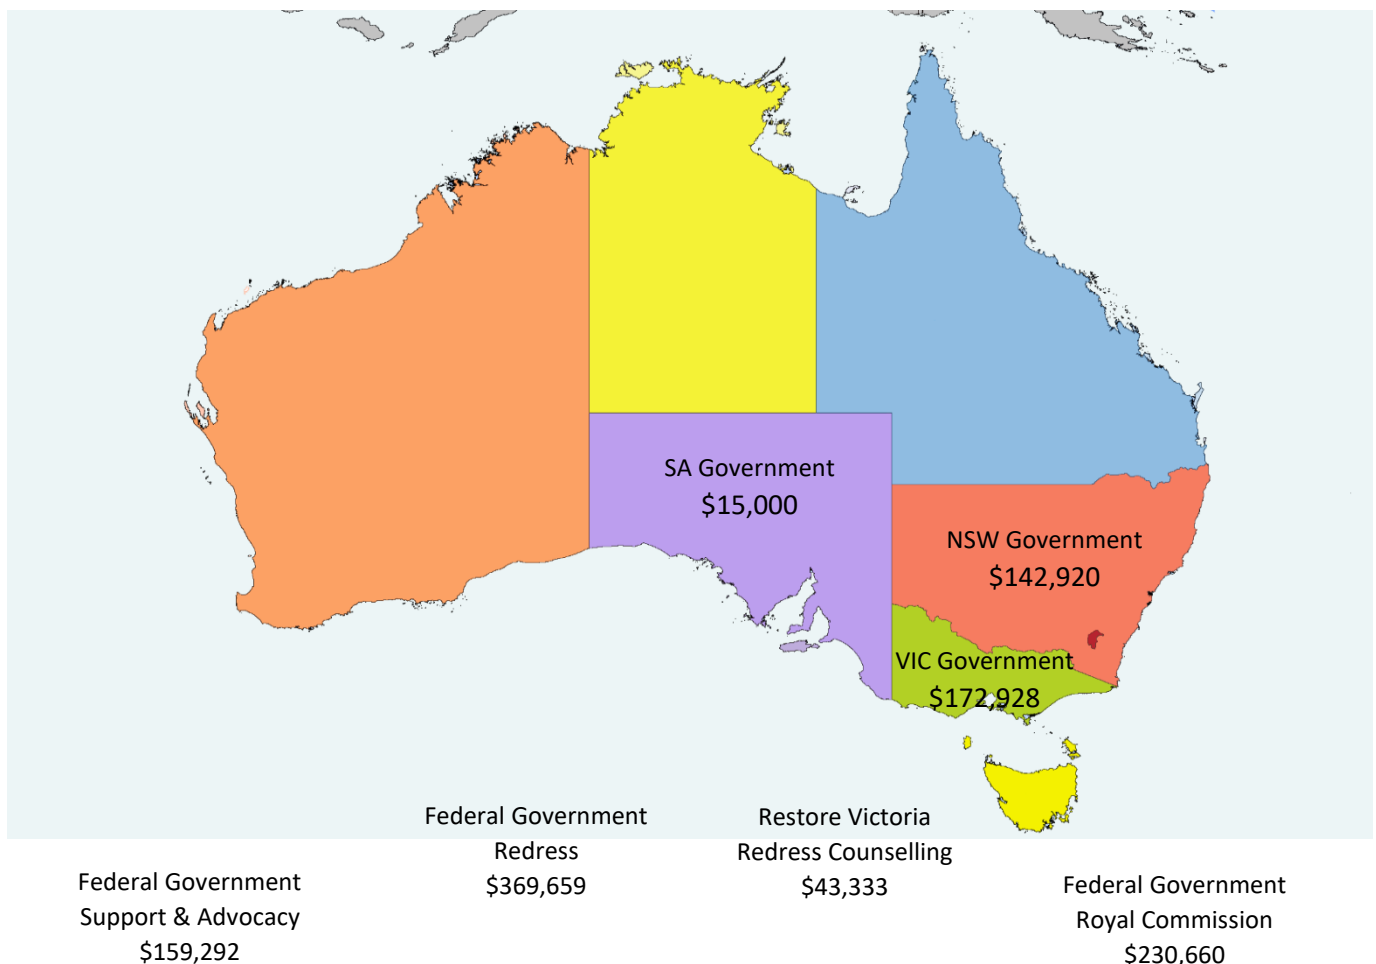 SA Government
$15,000
NSW Government
$142,920
VIC Government
$172,928
Federal Government
Redress
$369,659
Restore Victoria
Redress Counselling
$43,333
Federal Government
Support & Advocacy
$159,292
Federal Government
Royal Commission
$230,660